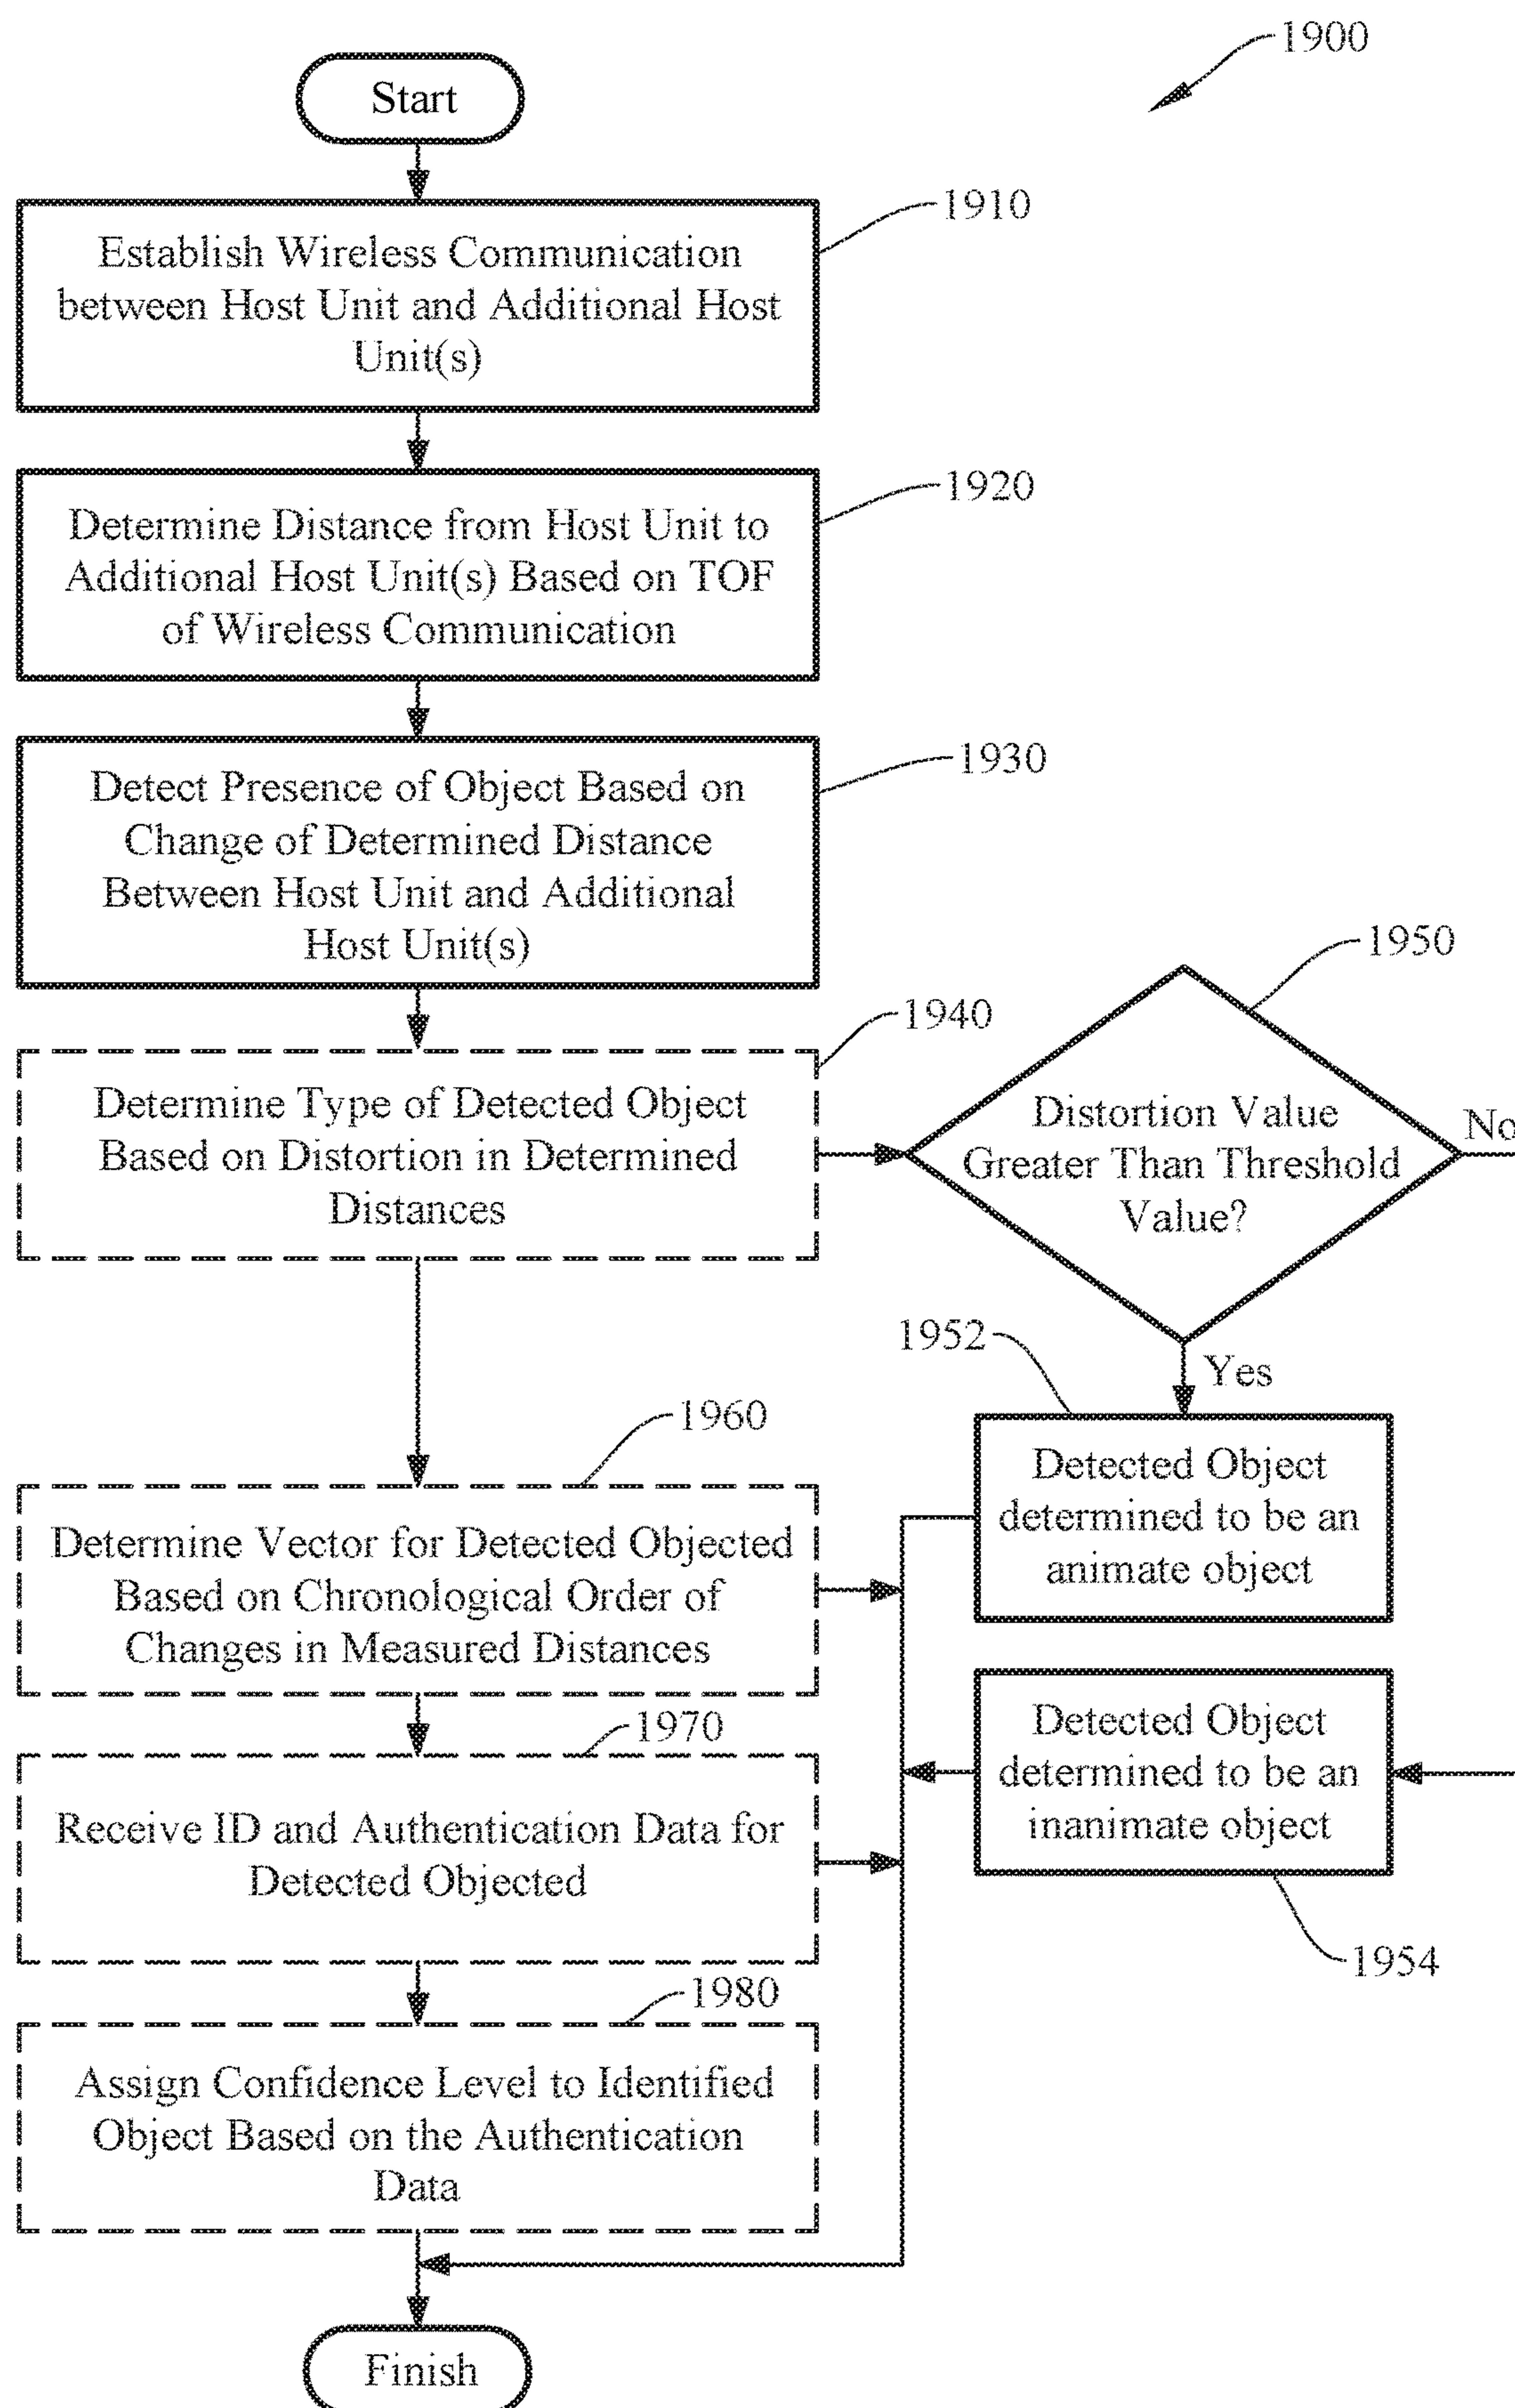 1900
Start
1910
Establish Wireless Communication
between Host Unit and Additional Host
Unit(s)
1920
Determine Distance from Host Unit to
Additional Host Unit(s) Based on TOF
of Wireless Communication
1930
Detect Presence of Object Based on
Change of Determined Distance
Between Host Unit and Additional
Host Unit(s)
1940
Determine Type of Detected Object
Based on Distortion in Determined
Distances
1950
Distortion Value
Greater Than Threshold
Value?
No
Yes
1952
Detected Object
determined to be an
animate object
Detected Object
determined to be an
inanimate object
1954
1960
Determine Vector for Detected Objected
Based on Chronological Order of
Changes in Measured Distances
1970
Receive ID and Authentication Data for
Detected Objected
1980
Assign Confidence Level to Identified
Object Based on the Authentication
Data
Finish